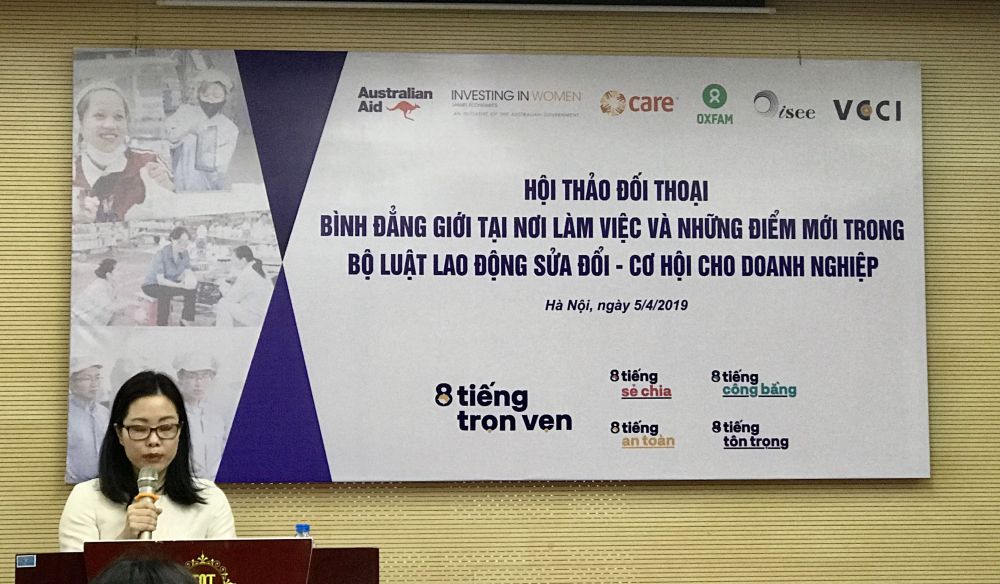 Australian Aid
INVESTING IN WOMEN
SMART ECONOMIES
AN INITIATIVE OF THE AUSTRALIAN GOVERNMENT
care
OXFAM
isee
VCCI
HỘI THẢO ĐỐI THOẠI
BÌNH ĐẲNG GIỚI TẠI NƠI LÀM VIỆC VÀ NHỮNG ĐIỂM MỚI TRONG
BỘ LUẬT LAO ĐỘNG SỬA ĐỔI - CƠ HỘI CHO DOANH NGHIỆP
Hà Nội, ngày 5/4/2019
8 tiếng
trọn vẹn
8 tiếng
sẻ chia
8 tiếng
công bằng
8 tiếng
an toàn
8 tiếng
tôn trọng